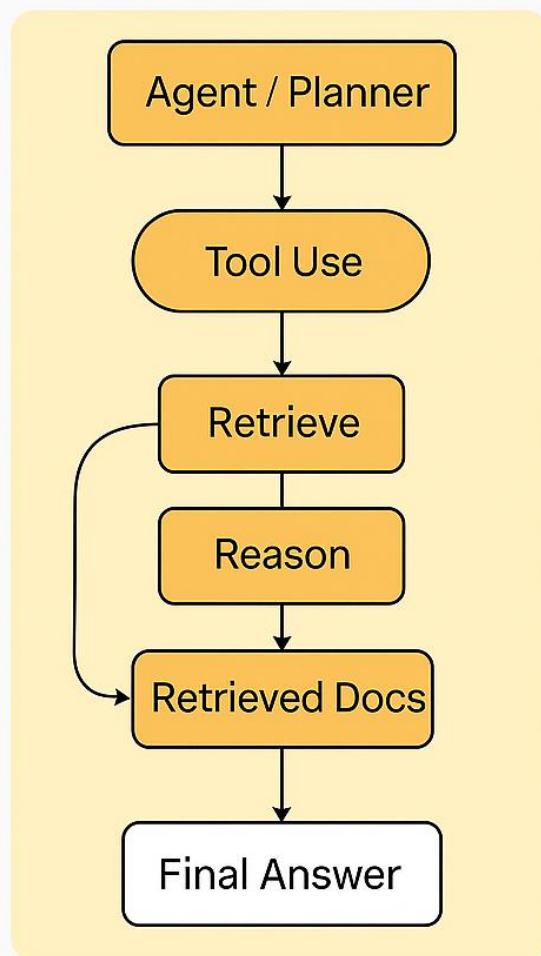 Agent / Planner
Tool Use
Retrieve
Reason
Retrieved Docs
Final Answer